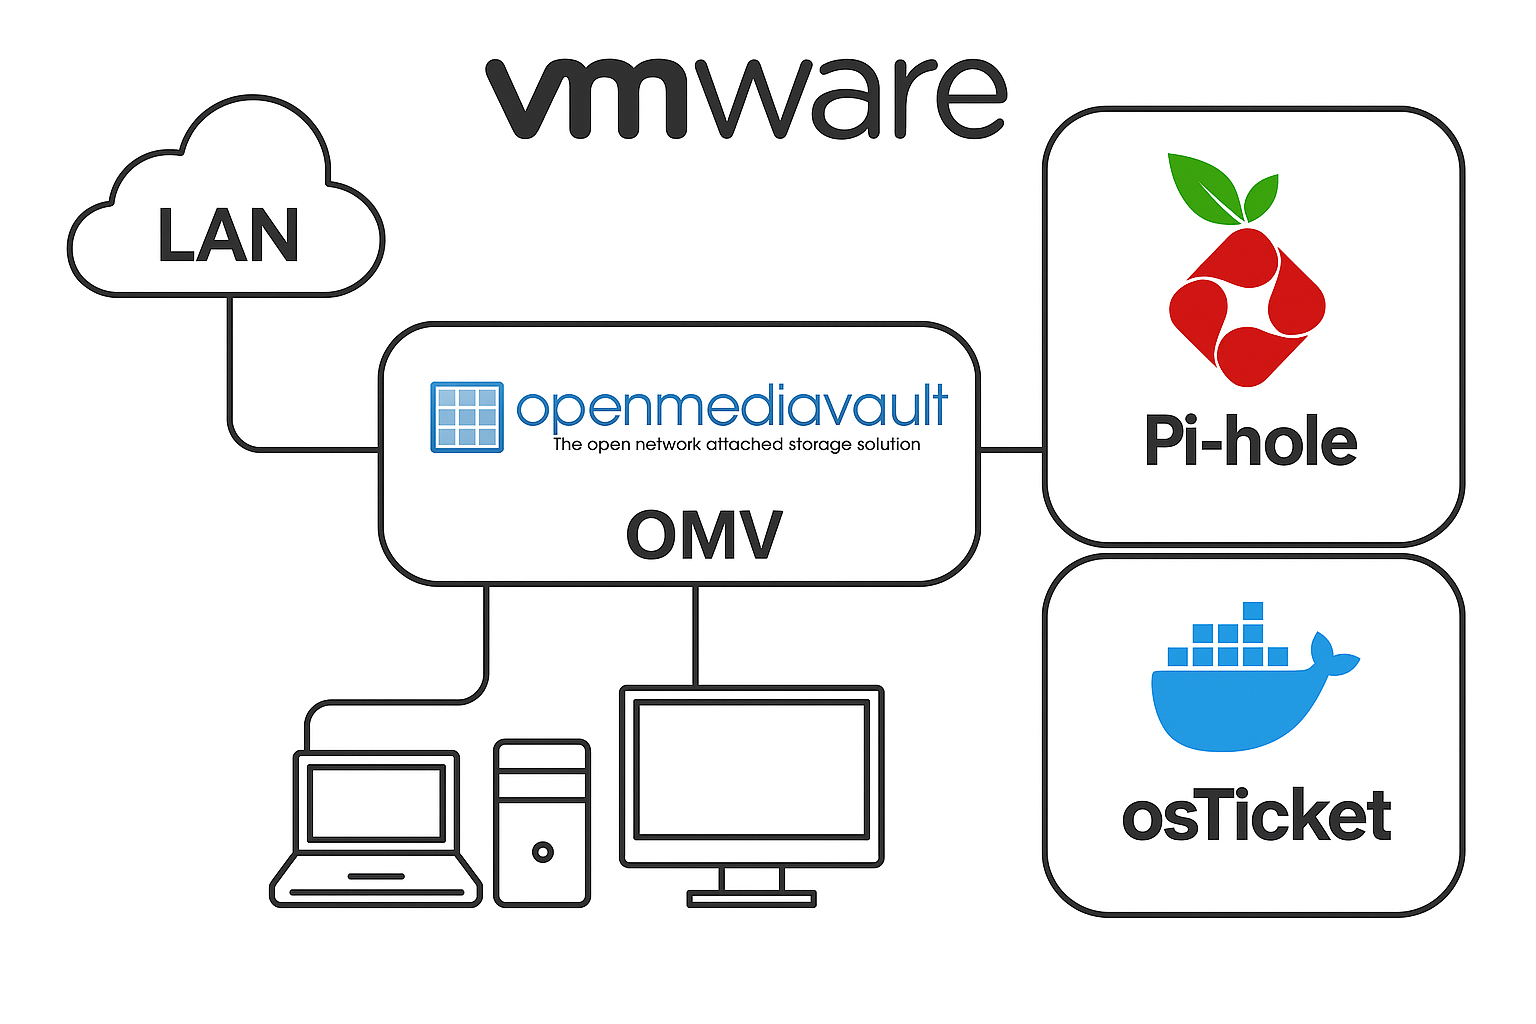 vmware
LAN
openmediavault
The open network attached storage solution
OMV
Pi-hole
osTicket